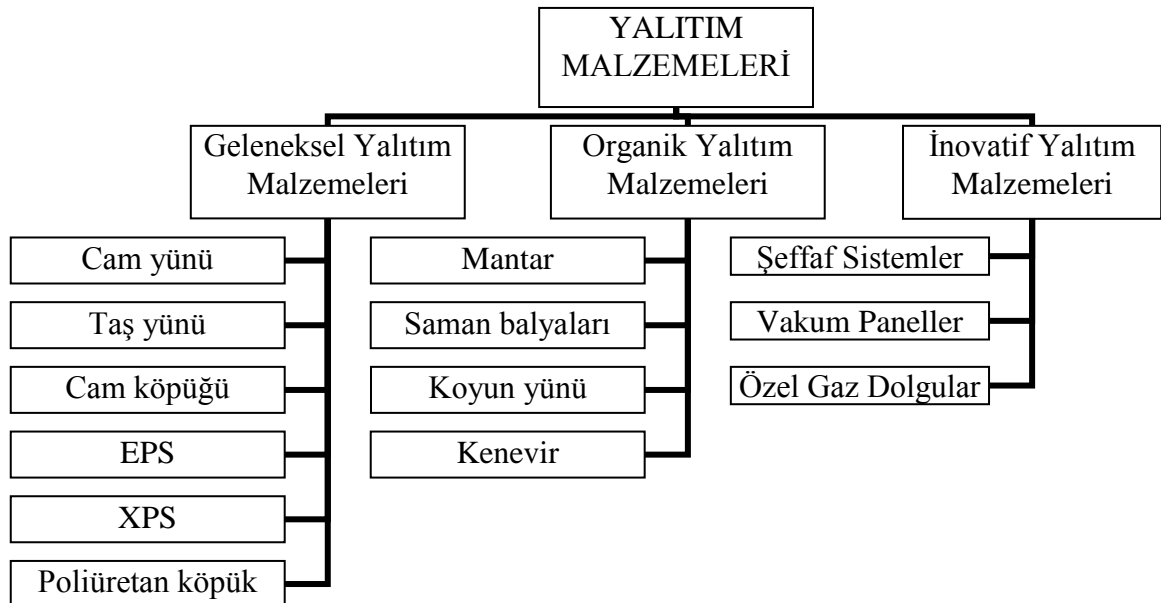 YALITIM
MALZEMELERİ
Geleneksel Yalıtım
Malzemeleri
Cam yünü
Taş yünü
Cam köpüğü
EPS
XPS
Poliüretan köpük
Organik Yalıtım
Malzemeleri
Mantar
Saman balyaları
Koyun yünü
Kenevir
İnovatif Yalıtım
Malzemeleri
Şeffaf Sistemler
Vakum Paneller
Özel Gaz Dolgular